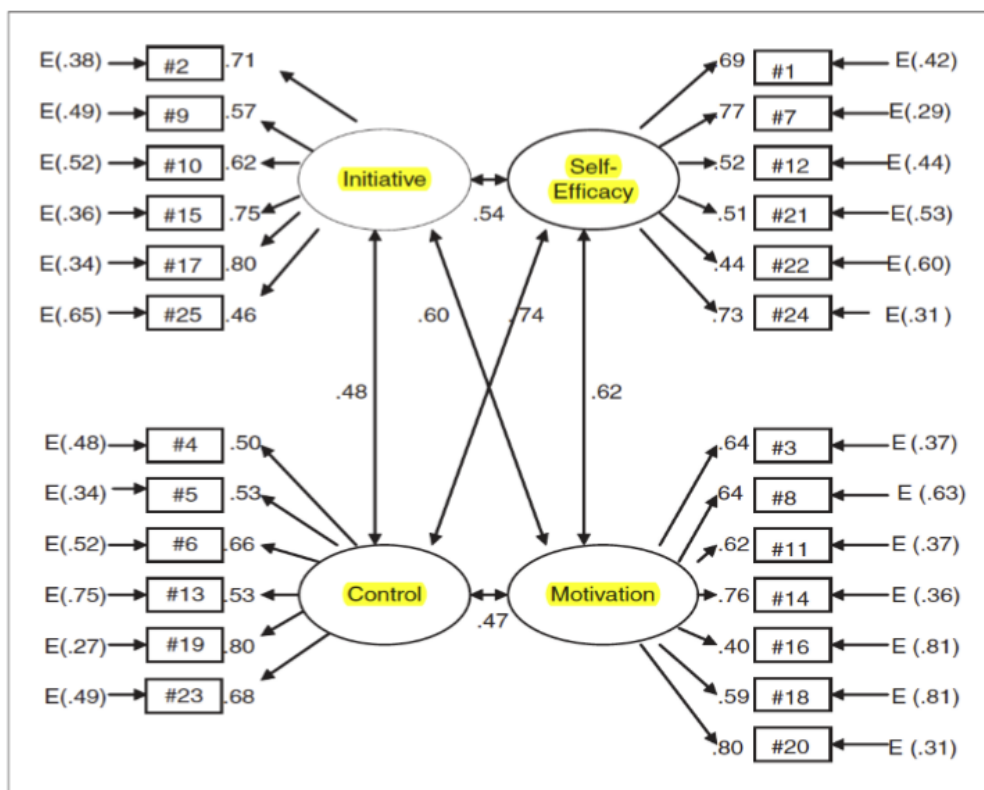 E(.38) #2 .71
E(.49) #9 .57
E(.52) #10 .62
E(.36) #15 .75
E(.34) #17 .80
E(.65) #25 .46
Initiative
.54
Self-
Efficacy
.69 #1 E(.42)
.77 #7 E(.29)
.52 #12 E(.44)
.51 #21 E(.53)
.44 #22 E(.60)
.73 #24 E(.31 )
.60
.74
.48
.62
E(.48) #4 .50
E(.34) #5 .53
E(.52) #6 .66
E(.75) #13 .53
E(.27) #19 .80
E(.49) #23 .68
Control
.47
Motivation
.64 #3 E (.37)
.64 #8 E (.63)
.62 #11 E (.37)
.76 #14 E (.36)
.40 #16 E (.81)
.59 #18 E (.81)
.80 #20 E (.31)